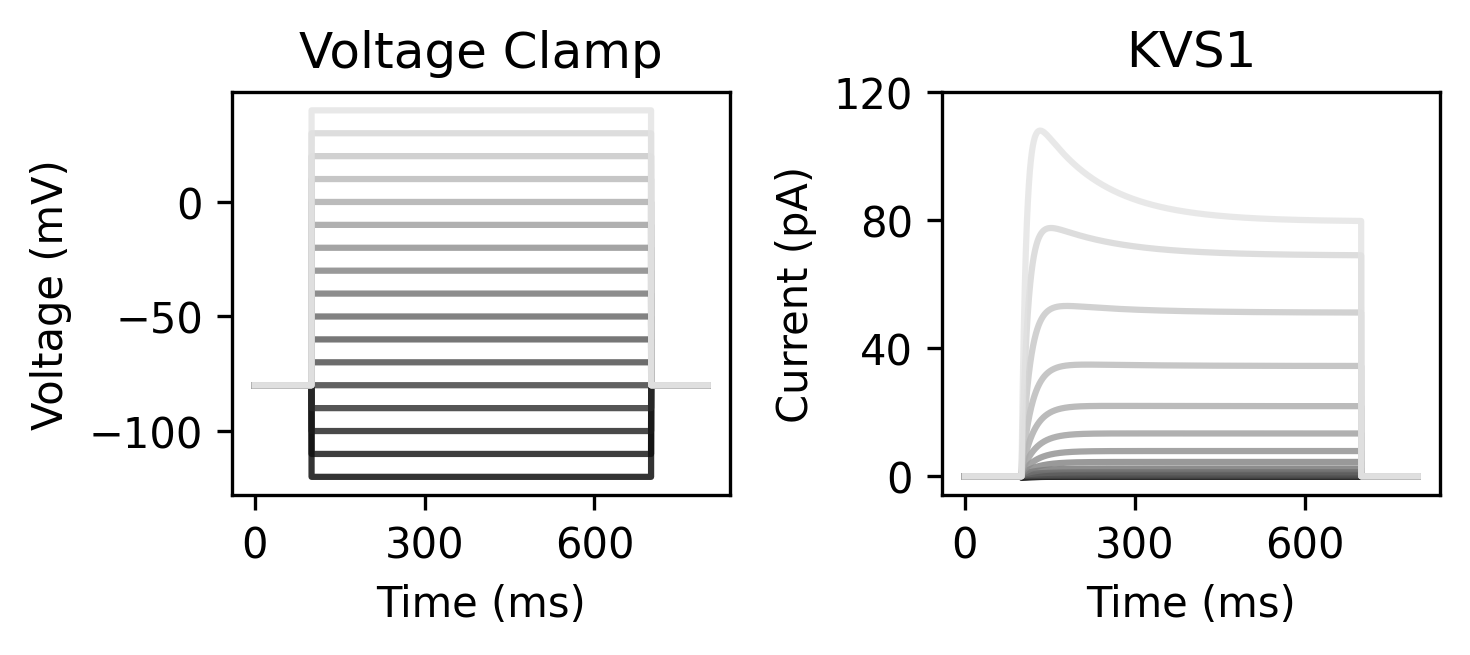 Voltage Clamp
Voltage (mV)
0
−50
−100
0 300 600
Time (ms)
KVS1
Current (pA)
120
80
40
0
0 300 600
Time (ms)